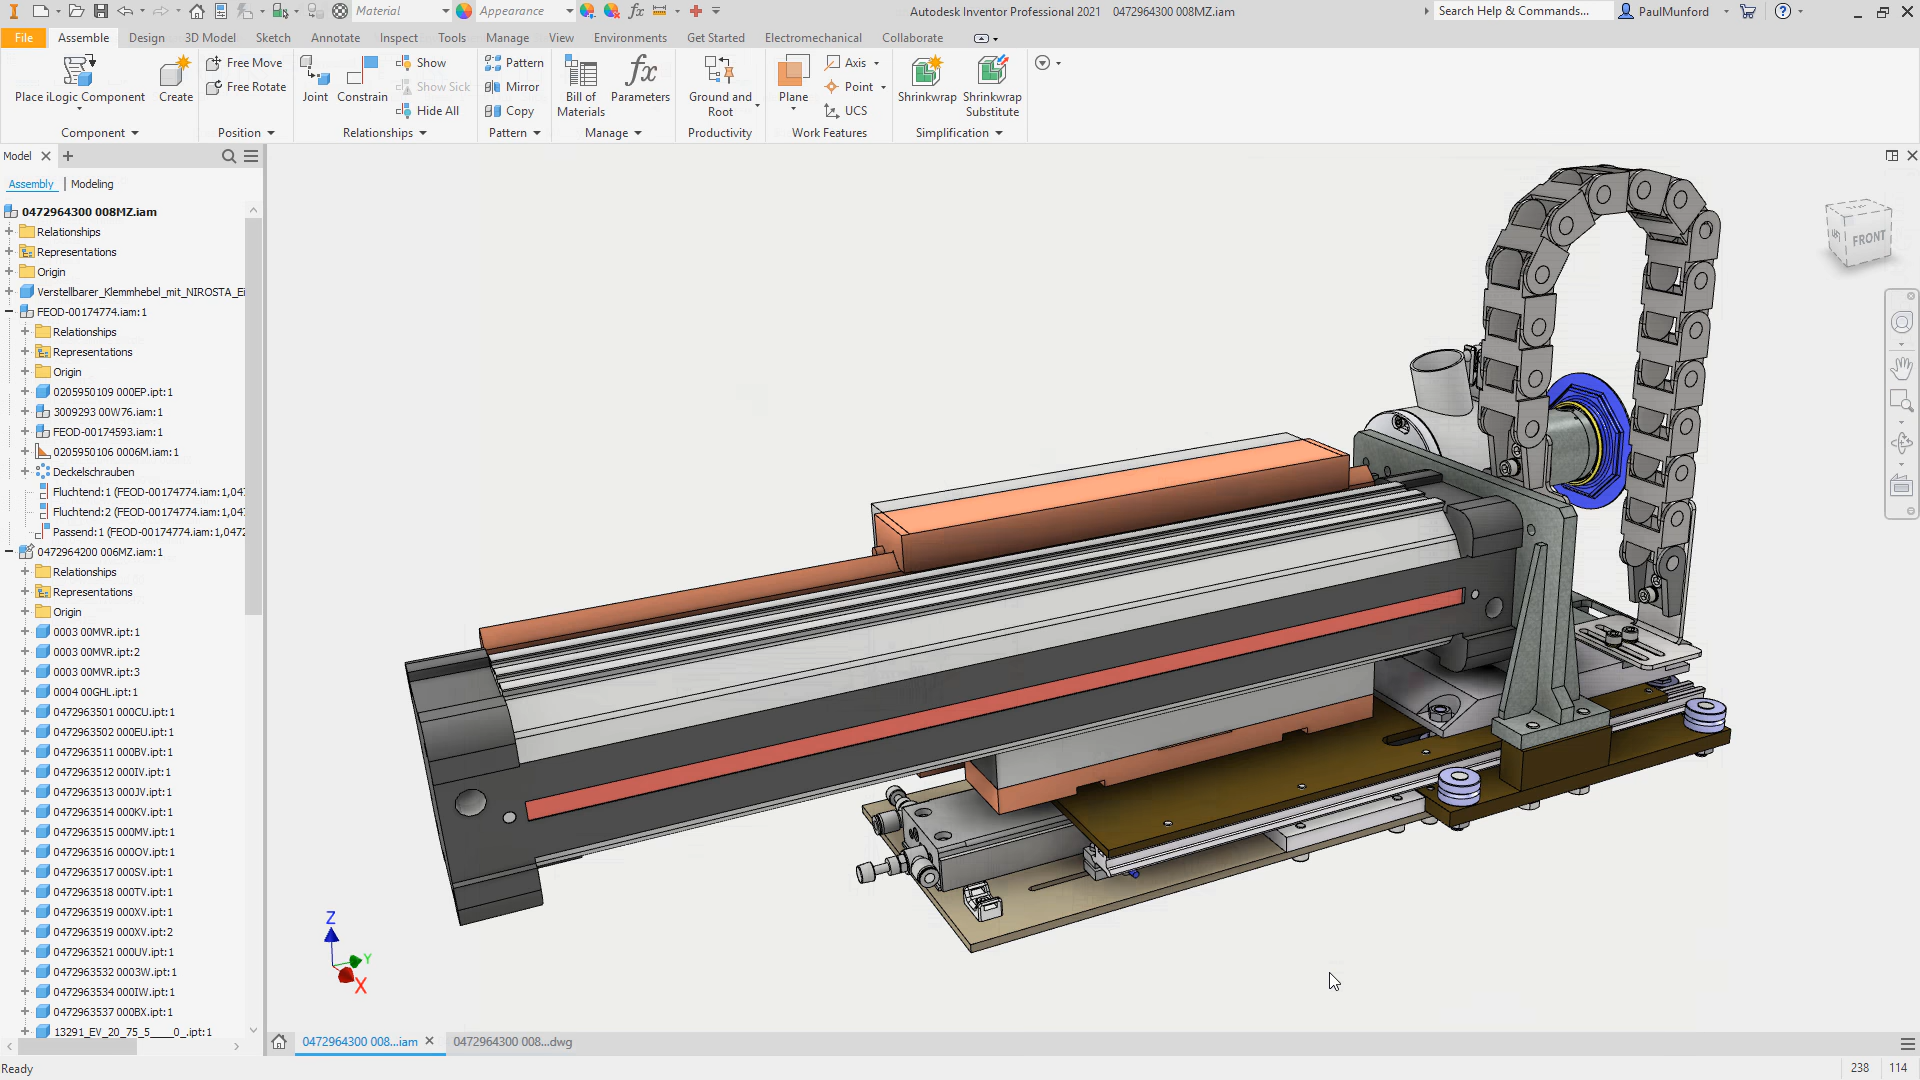 Material
Appearance
Autodesk Inventor Professional 2021 0472964300 008MZ.iam
Search Help & Commands...
PaulMunford
File Assemble Design 3D Model Sketch Annotate Inspect Tools Manage View Environments Get Started Electromechanical Collaborate
Place iLogic Component
Create
Free Move
Free Rotate
Joint
Constrain
Show
Show Sick
Hide All
Pattern
Mirror
Copy
Bill of
Materials
Parameters
Ground and
Root
Plane
Axis
Point
UCS
Shrinkwrap
Shrinkwrap
Substitute
Component Position Relationships Pattern Manage Productivity Work Features Simplification
Model
Assembly | Modeling
0472964300 008MZ.iam
Relationships
Representations
Origin
Verstellbarer_Klemmhebel_mit_NIROSTA_Ei
FEOD-00174774.iam:1
Relationships
Representations
Origin
0205950109 000EP.ipt:1
3009293 00W76.iam:1
FEOD-00174593.iam:1
0205950106 0006M.iam:1
Deckelschrauben
Fluchtend:1 (FEOD-00174774.iam:1,047
Fluchtend:2 (FEOD-00174774.iam:1,047
Passend:1 (FEOD-00174774.iam:1,0472
0472964200 006MZ.iam:1
Relationships
Representations
Origin
0003 00MVR.ipt:1
0003 00MVR.ipt:2
0003 00MVR.ipt:3
0004 00GHL.ipt:1
0472963501 000CU.ipt:1
0472963502 000EU.ipt:1
0472963511 000BV.ipt:1
0472963512 000IV.ipt:1
0472963513 000JV.ipt:1
0472963514 000KV.ipt:1
0472963515 000MV.ipt:1
0472963516 000OV.ipt:1
0472963517 000SV.ipt:1
0472963518 000TV.ipt:1
0472963519 000XV.ipt:1
0472963519 000XV.ipt:2
0472963521 000UV.ipt:1
0472963532 0003W.ipt:1
0472963534 000IW.ipt:1
0472963537 000BX.ipt:1
13291_EV_20_75_5____0_.ipt:1
FRONT
Z
Y
X
0472964300 008...iam
0472964300 008...dwg
Ready
238 114